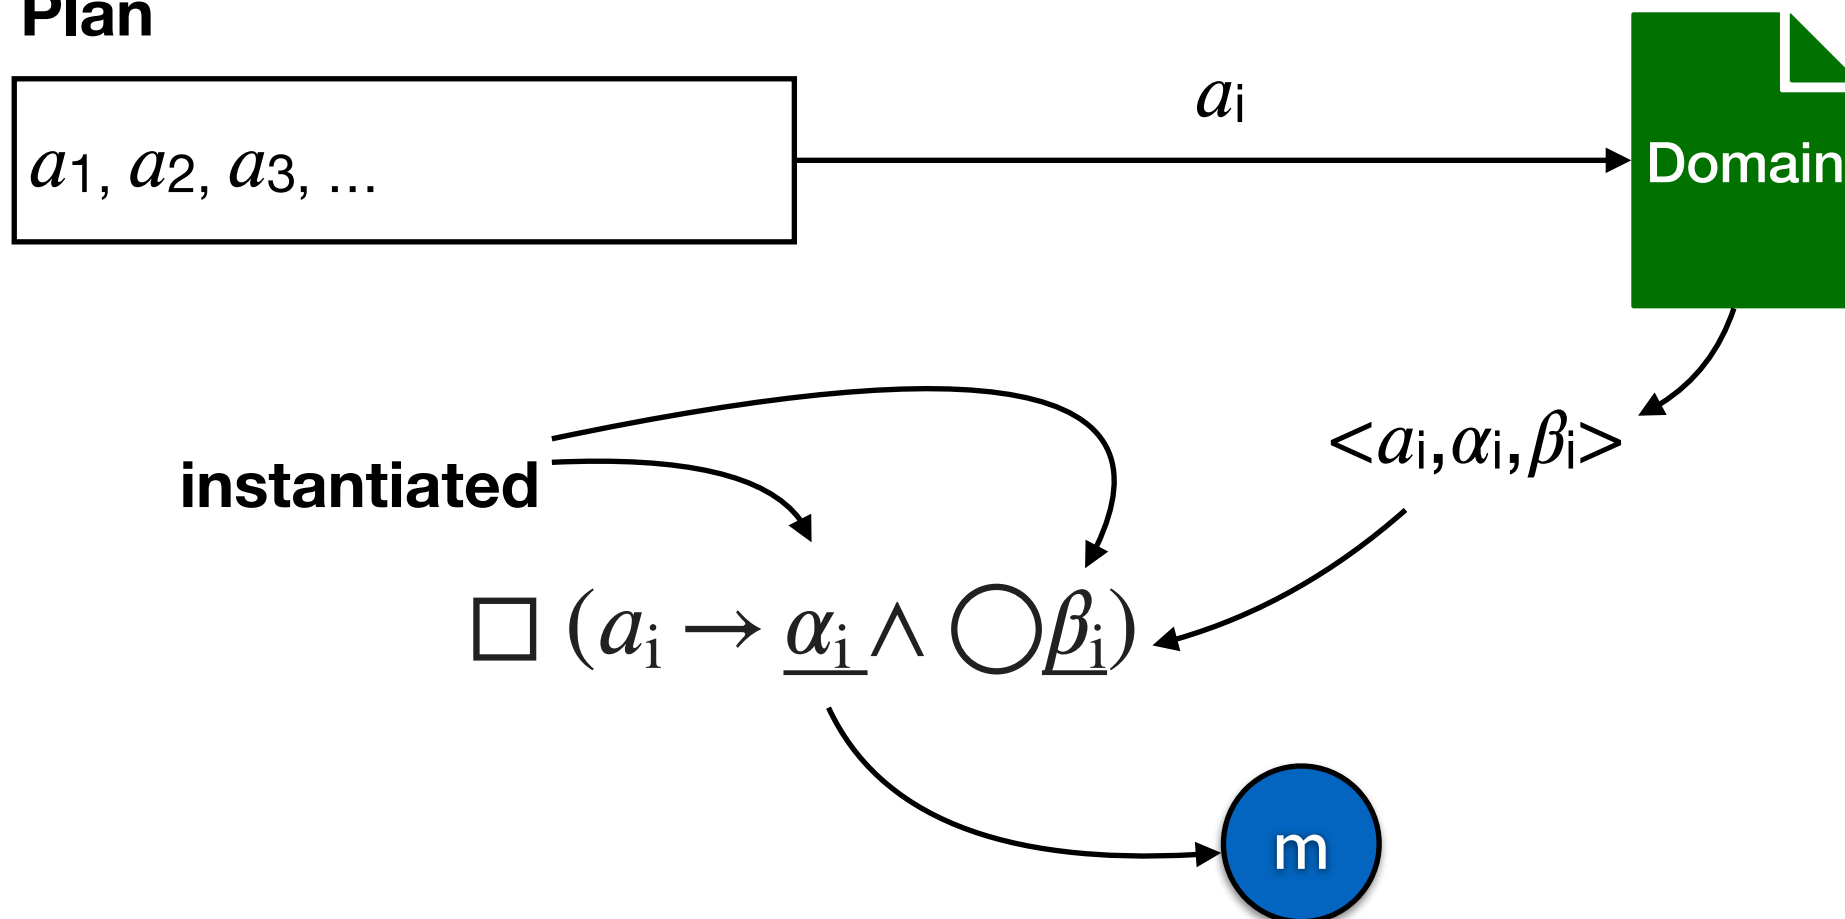 Plan
a1, a2, a3, ...
ai
Domain
<ai,αi,βi>
instantiated
□ (ai → αi ∧ ◯βi)
m